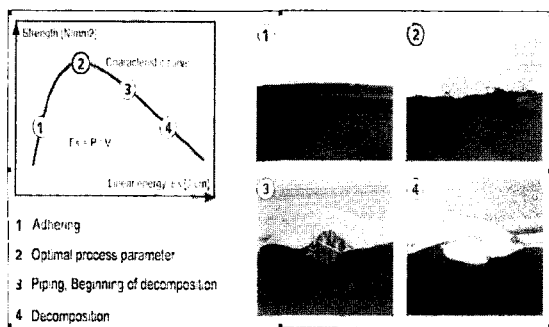 Strength [N/mm2]
2
Characteristic curve
3
1
4
Es = P / V
Linear energy, Es [J/cm]
1 Adhering
2 Optimal process parameter
3 Piping, Beginning of decomposition
4 Decomposition
1
2
3
4